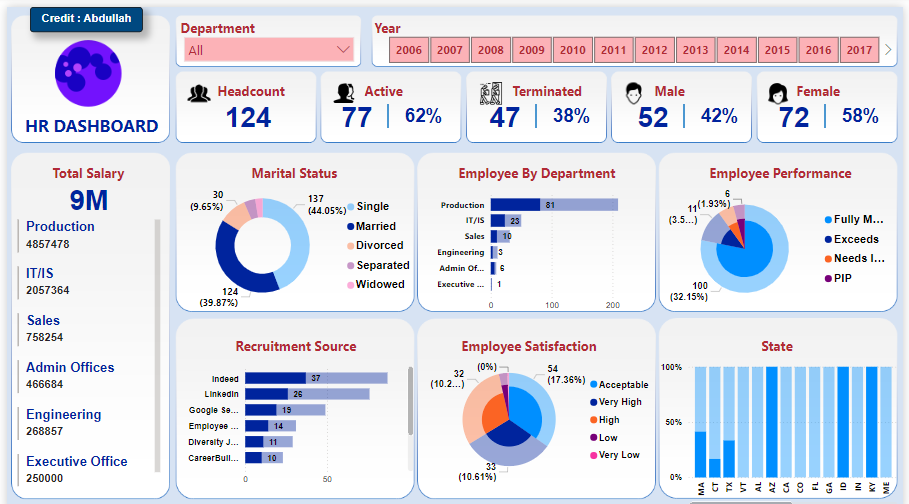 Credit : Abdullah
HR DASHBOARD
Department
All
Year
2006 2007 2008 2009 2010 2011 2012 2013 2014 2015 2016 2017
Headcount
124
Active
77 62%
Terminated
47 38%
Male
52 42%
Female
72 58%
Total Salary
9M
Production
4857478
IT/IS
2057364
Sales
758254
Admin Offices
466684
Engineering
268857
Executive Office
250000
Marital Status
30
(9.65%)
137
(44.05%)
124
(39.87%)
Single
Married
Divorced
Separated
Widowed
Employee By Department
Production 81
IT/IS 23
Sales 10
Engineering 3
Admin Of... 6
Executive ... 1
0 100 200
Employee Performance
6
(1.93%)
11
(3.5...)
100
(32.15%)
Fully M...
Exceeds
Needs I...
PIP
Recruitment Source
Indeed 37
LinkedIn 26
Google Se... 19
Employee ... 14
Diversity J... 11
CareerBuil... 10
0 50
Employee Satisfaction
(0%)
32
(10.2...)
54
(17.36%)
33
(10.61%)
Acceptable
Very High
High
Low
Very Low
State
100%
50%
0%
MA CT TX VT AL AZ CA CO FL GA ID IN KY ME